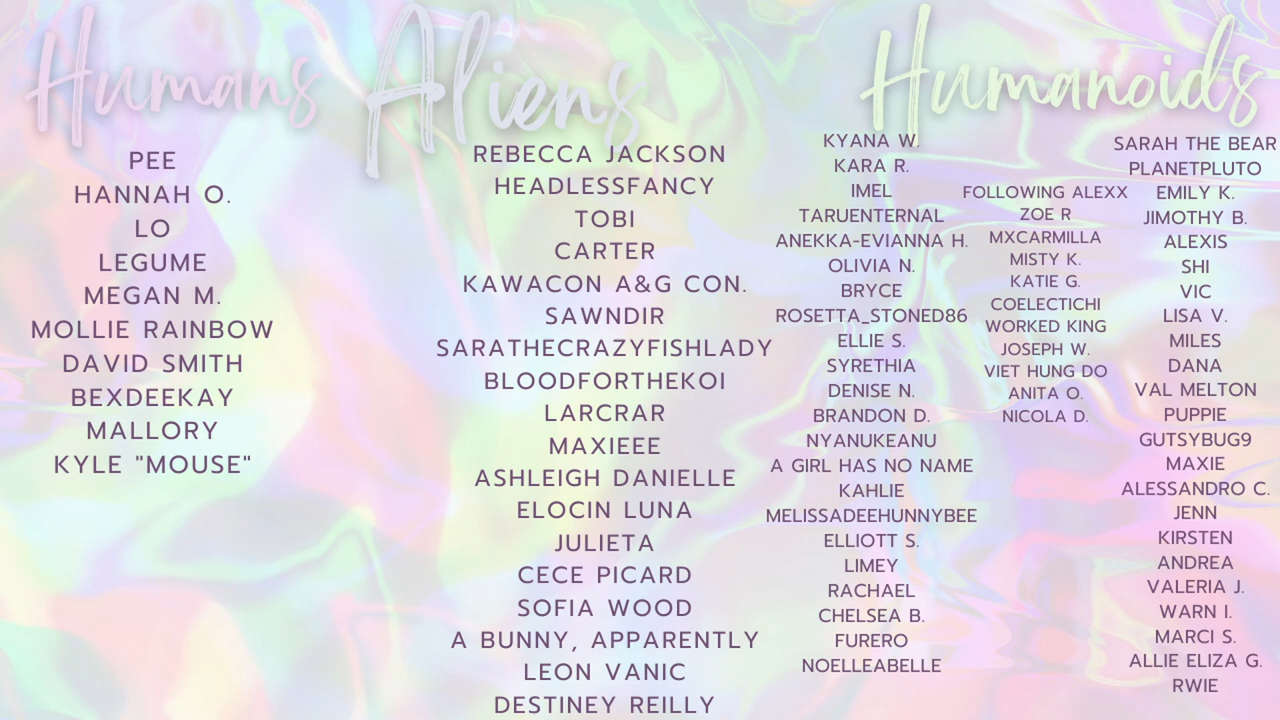 Humans
PEE
HANNAH O.
LO
LEGUME
MEGAN M.
MOLLIE RAINBOW
DAVID SMITH
BEXDEEKAY
MALLORY
KYLE "MOUSE"
Aliens
REBECCA JACKSON
HEADLESSFANCY
TOBI
CARTER
KAWACON A&G CON.
SAWNDIR
SARATHECRAZYFISHLADY
BLOODFORTHEKOI
LARCRAR
MAXIEEE
ASHLEIGH DANIELLE
ELOCIN LUNA
JULIETA
CECE PICARD
SOFIA WOOD
A BUNNY, APPARENTLY
LEON VANIC
DESTINEY REILLY
Humanoids
KYANA W.
KARA R.
IMEL
TARUENTERNAL
ANEKKA-EVIANNA H.
OLIVIA N.
BRYCE
ROSETTA_STONED86
ELLIE S.
SYRETHIA
DENISE N.
BRANDON D.
NYANUKEANU
A GIRL HAS NO NAME
KAHLIE
MELISSADEEHUNNYBEE
ELLIOTT S.
LIMEY
RACHAEL
CHELSEA B.
FURERO
NOELLEABELLE
FOLLOWING ALEXX
ZOE R
MXCARMILLA
MISTY K.
KATIE G.
COELECTICHI
WORKED KING
JOSEPH W.
VIET HUNG DO
ANITA O.
NICOLA D.
SARAH THE BEAR
PLANETPLUTO
EMILY K.
JIMOTHY B.
ALEXIS
SHI
VIC
LISA V.
MILES
DANA
VAL MELTON
PUPPIE
GUTSYBUG9
MAXIE
ALESSANDRO C.
JENN
KIRSTEN
ANDREA
VALERIA J.
WARN I.
MARCI S.
ALLIE ELIZA G.
RWIE